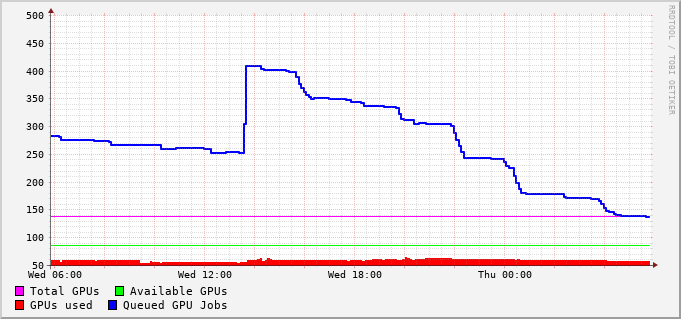 500
450
400
350
300
250
200
150
100
50
Wed 06:00 Wed 12:00 Wed 18:00 Thu 00:00
Total GPUs Available GPUs
GPUs used Queued GPU Jobs
RRDTOOL / TOBI OETIKER